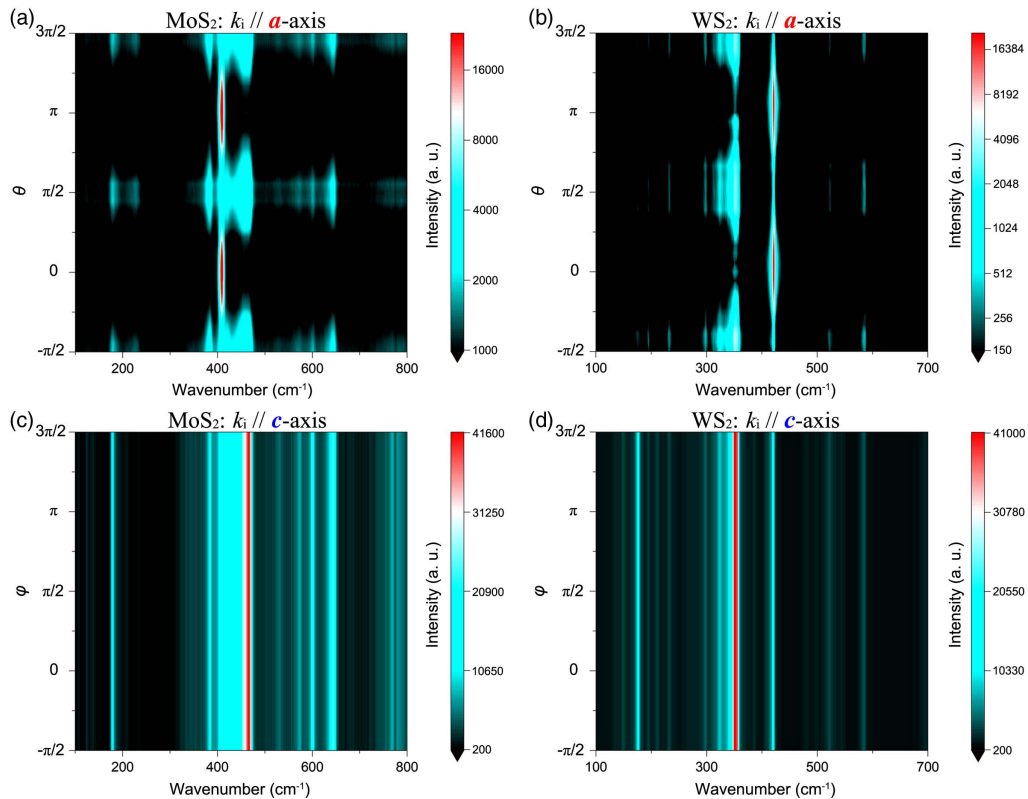 (a) MoS₂: kᵢ // a-axis
3π/2
π
π/2
0
-π/2
θ
200 400 600 800
Wavenumber (cm⁻¹)
16000
8000
4000
2000
1000
Intensity (a. u.)
(b) WS₂: kᵢ // a-axis
3π/2
π
π/2
0
-π/2
θ
100 300 500 700
Wavenumber (cm⁻¹)
16384
8192
4096
2048
1024
512
256
150
Intensity (a. u.)
(c) MoS₂: kᵢ // c-axis
3π/2
π
π/2
0
-π/2
φ
200 400 600 800
Wavenumber (cm⁻¹)
41600
31250
20900
10650
200
Intensity (a. u.)
(d) WS₂: kᵢ // c-axis
3π/2
π
π/2
0
-π/2
φ
100 300 500 700
Wavenumber (cm⁻¹)
41000
30780
20550
10330
200
Intensity (a. u.)